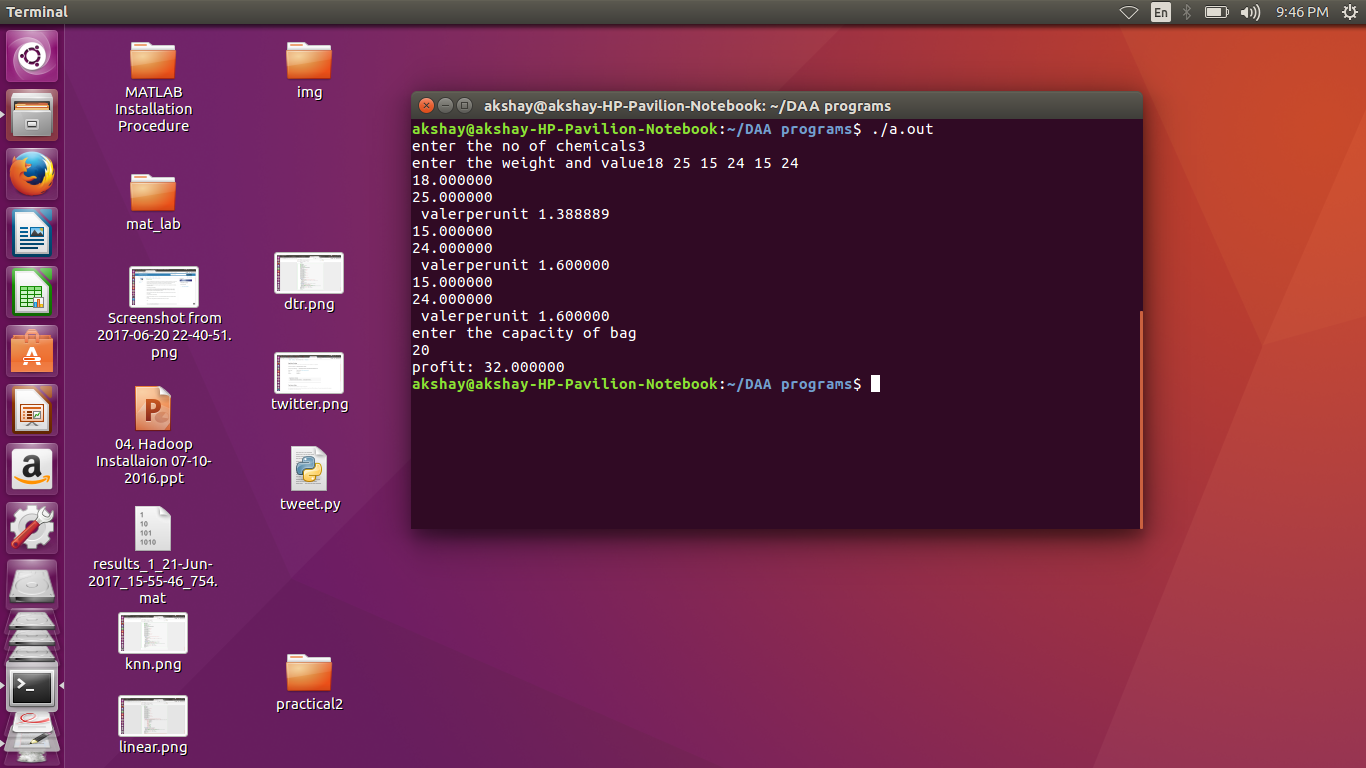 Terminal
En
9:46 PM
MATLAB
Installation
Procedure
img
mat_lab
Screenshot from
2017-06-20 22-40-51.
png
dtr.png
twitter.png
P
04. Hadoop
Installaion 07-10-
2016.ppt
tweet.py
1
10
101
1010
results_1_21-Jun-
2017_15-55-46_754.
mat
knn.png
linear.png
practical2
A
a
>_
akshay@akshay-HP-Pavilion-Notebook: ~/DAA programs
akshay@akshay-HP-Pavilion-Notebook:~/DAA programs$ ./a.out
enter the no of chemicals3
enter the weight and value18 25 15 24 15 24
18.000000
25.000000
valerperunit 1.388889
15.000000
24.000000
valerperunit 1.600000
15.000000
24.000000
valerperunit 1.600000
enter the capacity of bag
20
profit: 32.000000
akshay@akshay-HP-Pavilion-Notebook:~/DAA programs$